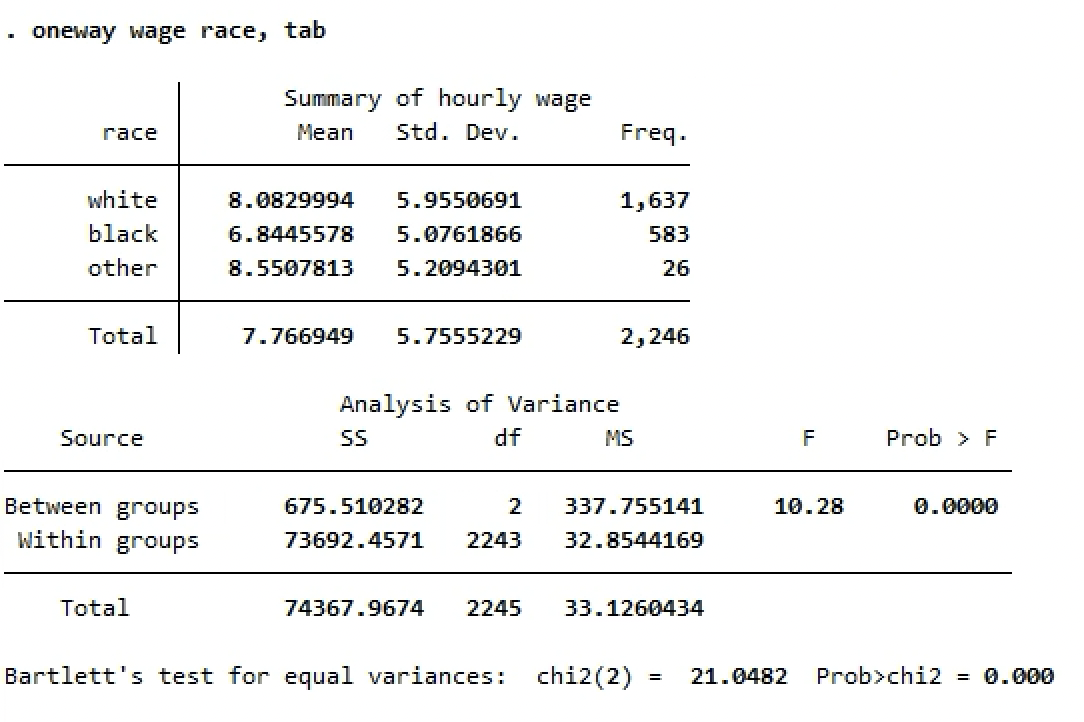 . oneway wage race, tab
Summary of hourly wage
race Mean Std. Dev. Freq.
white 8.0829994 5.9550691 1,637
black 6.8445578 5.0761866 583
other 8.5507813 5.2094301 26
Total 7.766949 5.7555229 2,246
Analysis of Variance
Source SS df MS F Prob > F
Between groups 675.510282 2 337.755141 10.28 0.0000
Within groups 73692.4571 2243 32.8544169
Total 74367.9674 2245 33.1260434
Bartlett's test for equal variances: chi2(2) = 21.0482 Prob>chi2 = 0.000